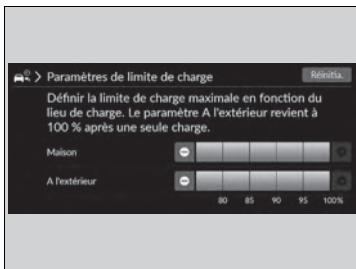 Paramètres de limite de charge
Réinitia.
Définir la limite de charge maximale en fonction du
lieu de charge. Le paramètre A l'extérieur revient à
100 % après une seule charge.
Maison
A l'extérieur
80 85 90 95 100%